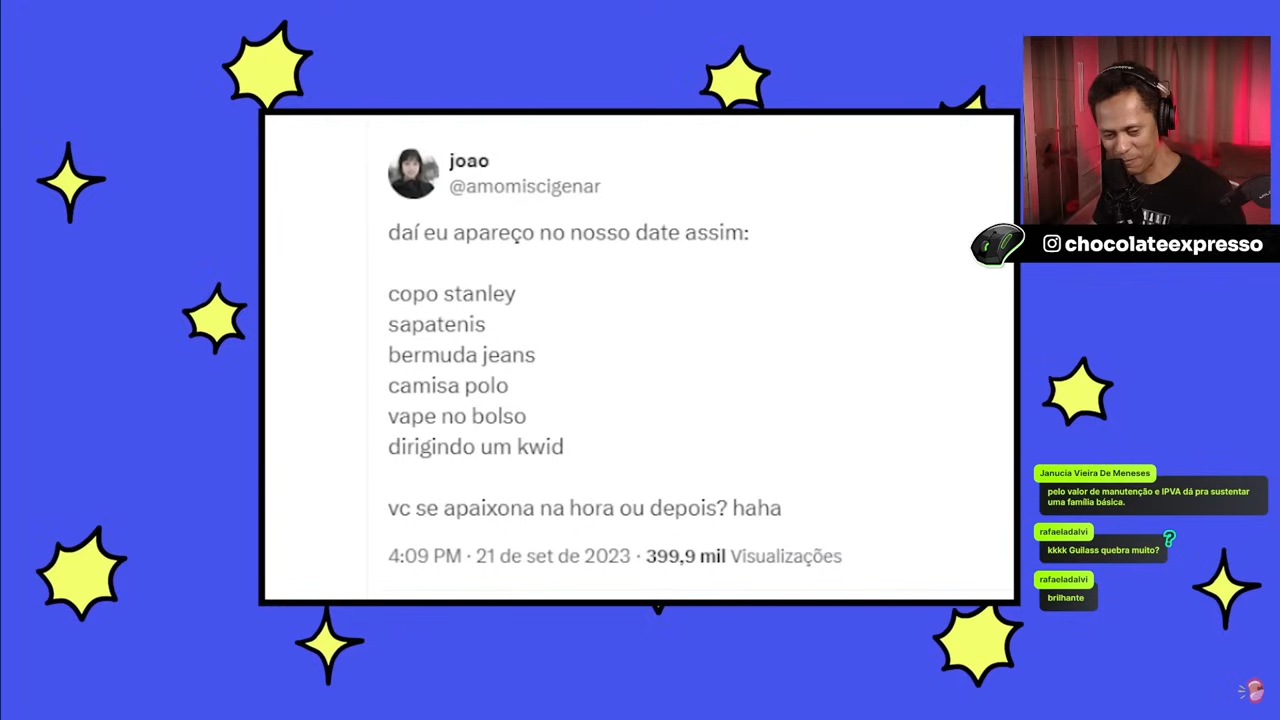 joao
@amomiscigenar
daí eu apareço no nosso date assim:
copo stanley
sapatenis
bermuda jeans
camisa polo
vape no bolso
dirigindo um kwid
vc se apaixona na hora ou depois? haha
4:09 PM · 21 de set de 2023 · 399,9 mil Visualizações
chocolateexpresso
Janucia Vieira De Meneses
pelo valor de manutenção e IPVA dá pra sustentar
uma família básica.
rafaeladalvi
?
kkkk Guilass quebra muito?
rafaeladalvi
brilhante